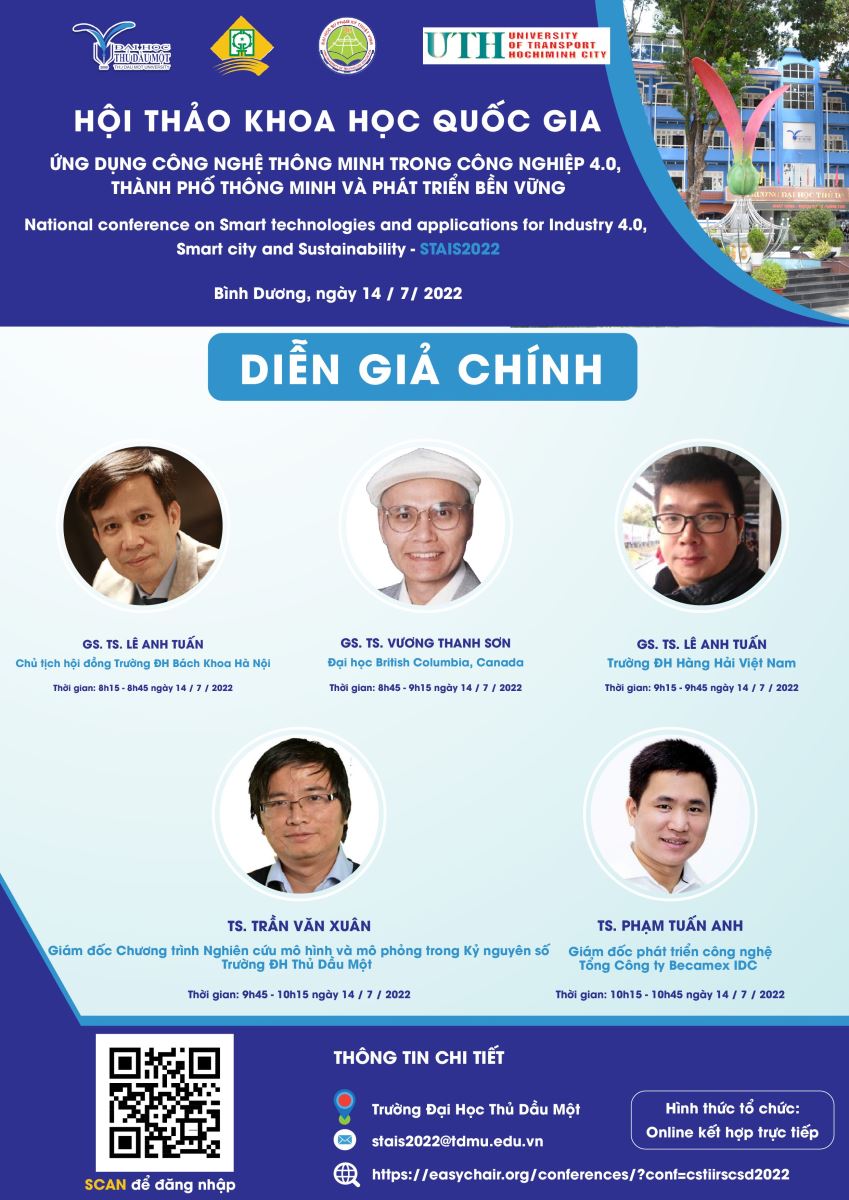 ĐẠI HỌC
THỦ DẦU MỘT
THU DAU MOT UNIVERSITY
UTH UNIVERSITY
OF TRANSPORT
HOCHIMINH CITY
HỘI THẢO KHOA HỌC QUỐC GIA
ỨNG DỤNG CÔNG NGHỆ THÔNG MINH TRONG CÔNG NGHIỆP 4.0,
THÀNH PHỐ THÔNG MINH VÀ PHÁT TRIỂN BỀN VỮNG
National conference on Smart technologies and applications for Industry 4.0,
Smart city and Sustainability - STAIS2022
Bình Dương, ngày 14 / 7/ 2022
DIỄN GIẢ CHÍNH
GS. TS. LÊ ANH TUẤN
Chủ tịch hội đồng Trường ĐH Bách Khoa Hà Nội
Thời gian: 8h15 - 8h45 ngày 14 / 7 / 2022
GS. TS. VƯƠNG THANH SƠN
Đại học British Columbia, Canada
Thời gian: 8h45 - 9h15 ngày 14 / 7 / 2022
GS. TS. LÊ ANH TUẤN
Trường ĐH Hàng Hải Việt Nam
Thời gian: 9h15 - 9h45 ngày 14 / 7 / 2022
TS. TRẦN VĂN XUÂN
Giám đốc Chương trình Nghiên cứu mô hình và mô phỏng trong Kỷ nguyên số
Trường ĐH Thủ Dầu Một
Thời gian: 9h45 - 10h15 ngày 14 / 7 / 2022
TS. PHẠM TUẤN ANH
Giám đốc phát triển công nghệ
Tổng Công ty Becamex IDC
Thời gian: 10h15 - 10h45 ngày 14 / 7 / 2022
SCAN để đăng nhập
THÔNG TIN CHI TIẾT
Trường Đại Học Thủ Dầu Một
stais2022@tdmu.edu.vn
https://easychair.org/conferences/?conf=cstiirscsd2022
Hình thức tổ chức:
Online kết hợp trực tiếp